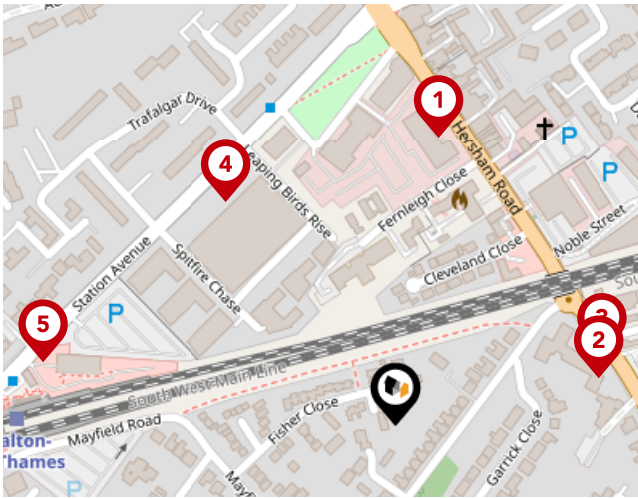 Trafalgar Drive
1
Hersham Road
P
P
4
Leaping Birds Rise
Fernleigh Close
Noble Street
Cleveland Close
Spitfire Chase
Station Avenue
P
5
2
South West Main Line
Fisher Close
Mayfield Road
alton-
Thames
Garrick Close
P